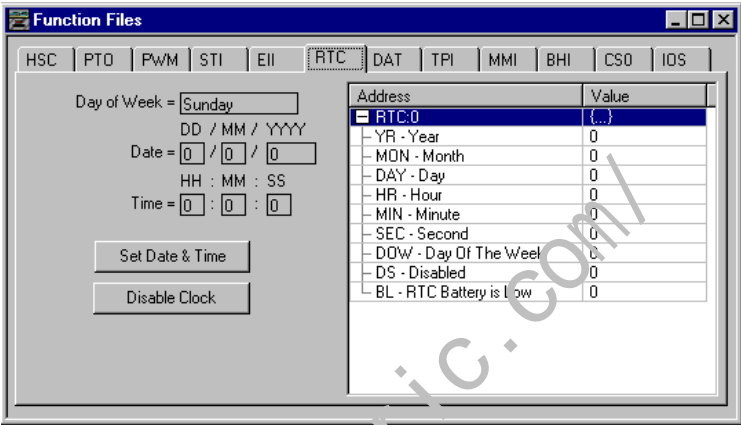 Function Files
HSC PTO PWM STI EII RTC DAT TPI MMI BHI CS0 IOS
Day of Week = Sunday
DD / MM / YYYY
Date = 0 / 0 / 0
HH : MM : SS
Time = 0 : 0 : 0
Set Date & Time
Disable Clock
Address Value
RTC:0 {...}
YR - Year 0
MON - Month 0
DAY - Day 0
HR - Hour 0
MIN - Minute 0
SEC - Second 0
DOW - Day Of The Week 0
DS - Disabled 0
BL - RTC Battery is Low 0
ic.com/